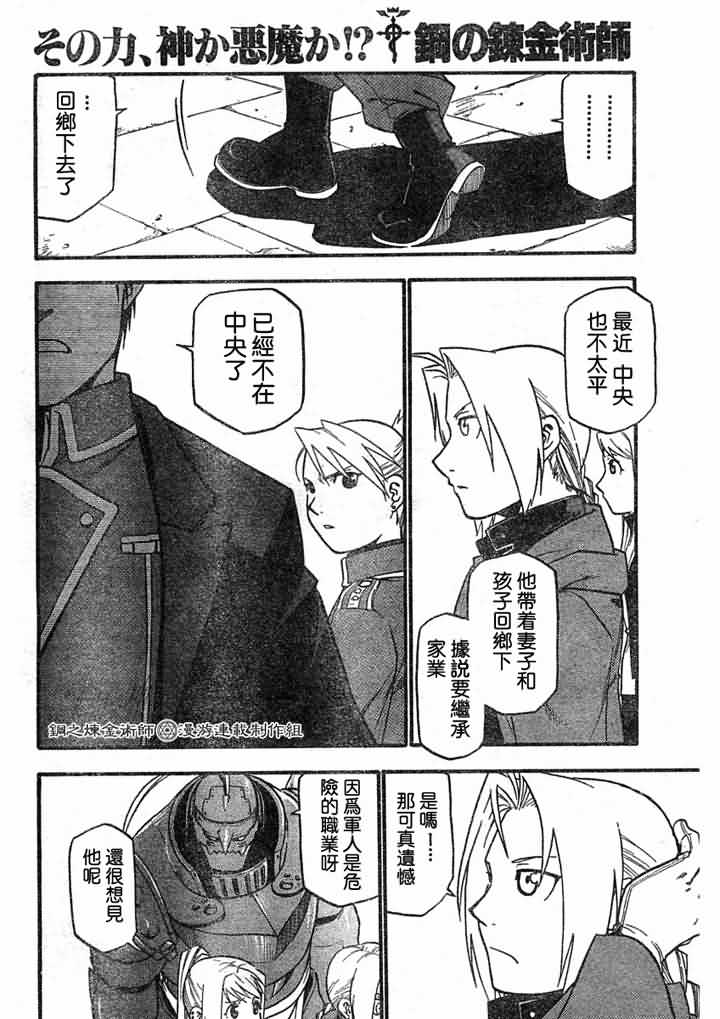 その力、神か悪魔か!?
鋼の錬金術師
…………
…
回鄉下去了
最近 中央
也不太平
已經不在
中央了
他帶着妻子和
孩子回鄉下
據說要繼承
家業
鋼之煉金術師 漫游連載制作組
是嗎……
那可真遺憾
因爲軍人是危
險的職業呀
還很想見
他呢